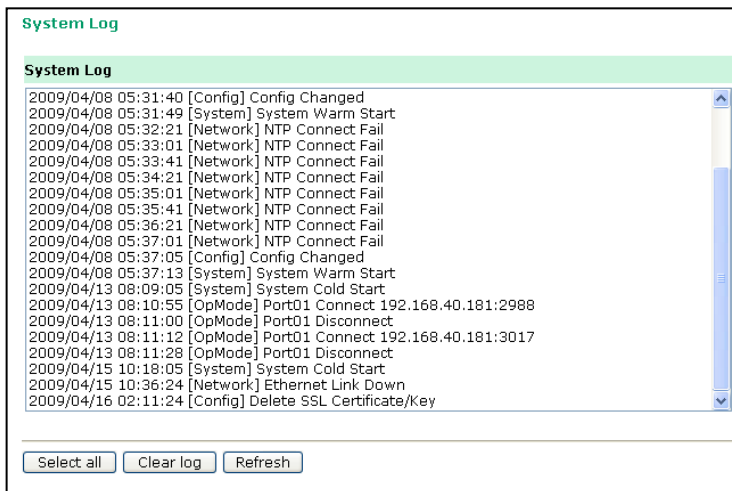 System Log
System Log
2009/04/08 05:31:40 [Config] Config Changed
2009/04/08 05:31:49 [System] System Warm Start
2009/04/08 05:32:21 [Network] NTP Connect Fail
2009/04/08 05:33:01 [Network] NTP Connect Fail
2009/04/08 05:33:41 [Network] NTP Connect Fail
2009/04/08 05:34:21 [Network] NTP Connect Fail
2009/04/08 05:35:01 [Network] NTP Connect Fail
2009/04/08 05:35:41 [Network] NTP Connect Fail
2009/04/08 05:36:21 [Network] NTP Connect Fail
2009/04/08 05:37:01 [Network] NTP Connect Fail
2009/04/08 05:37:05 [Config] Config Changed
2009/04/08 05:37:13 [System] System Warm Start
2009/04/13 08:09:05 [System] System Cold Start
2009/04/13 08:10:55 [OpMode] Port01 Connect 192.168.40.181:2988
2009/04/13 08:11:00 [OpMode] Port01 Disconnect
2009/04/13 08:11:12 [OpMode] Port01 Connect 192.168.40.181:3017
2009/04/13 08:11:28 [OpMode] Port01 Disconnect
2009/04/15 10:18:05 [System] System Cold Start
2009/04/15 10:36:24 [Network] Ethernet Link Down
2009/04/16 02:11:24 [Config] Delete SSL Certificate/Key
Select all Clear log Refresh